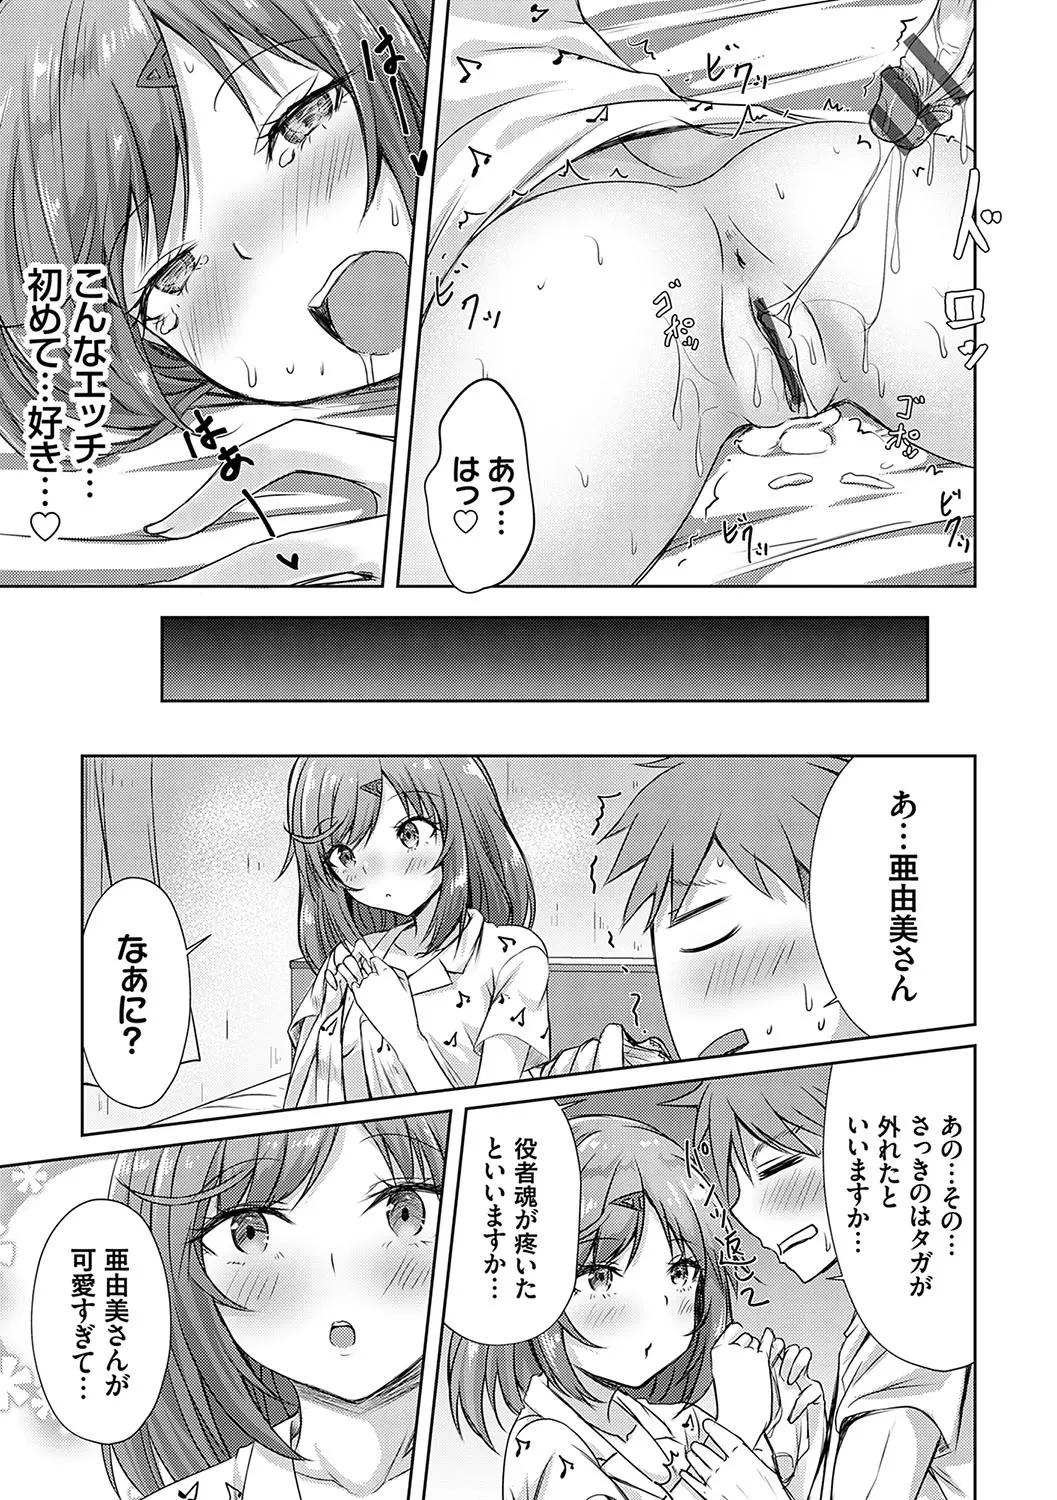 ビクッ
ビクッ
ズロロッ
ゴポッ
ゴポッ
ビクッ
ビクッ
あっ…
はっ♡
はー
はぁ
こんなエッチ…
初めて…好き…♡
あ…亜由美さん
なぁに？
あの…その…
さっきのはタガが
外れたと
いいますか…
パンツ返して
役者魂が疼いた
といいますか…
亜由美さんが
可愛すぎて…